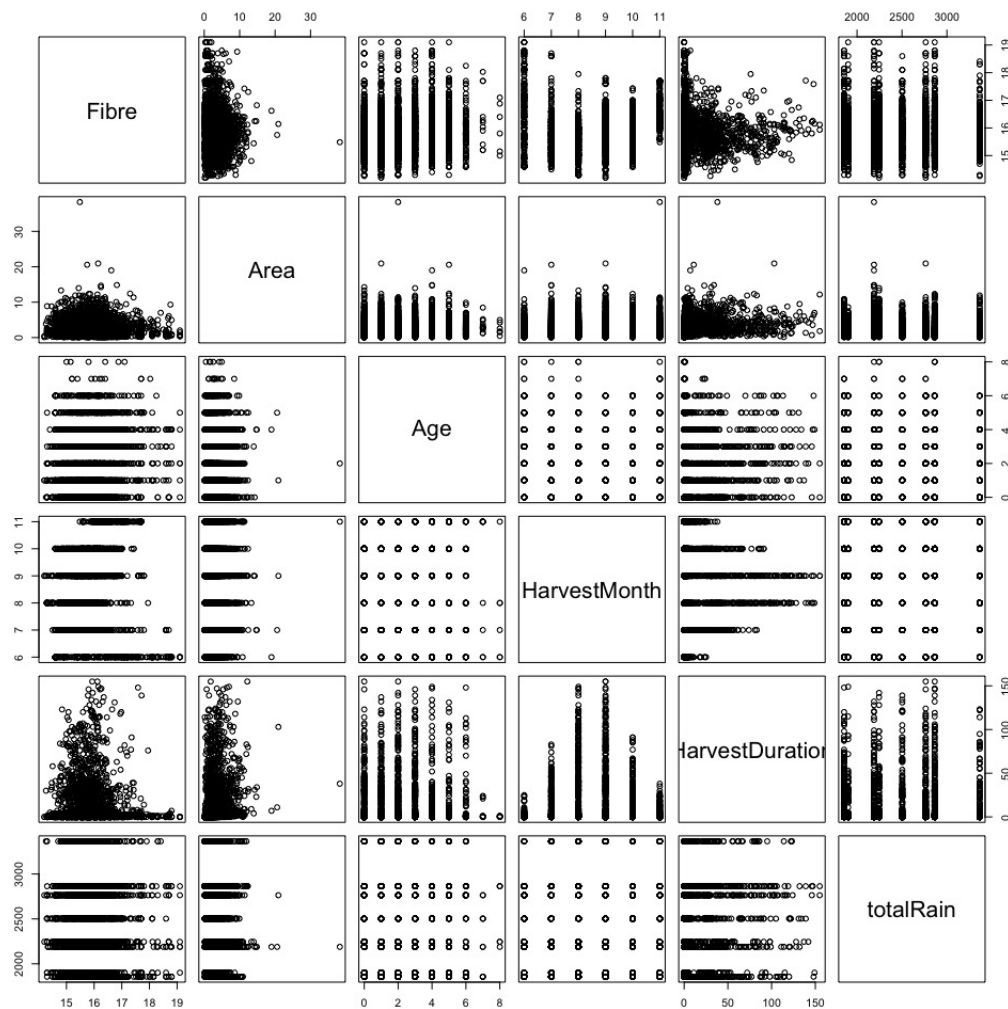 0 10 30 6 7 8 9 10 11 2000 2500 3000
Fibre
15 16 17 18 19
0 10 20 30
Area
Age
0 2 4 6 8
6 7 8 9 10 11
HarvestMonth
HarvestDuration
0 50 100 150
2000 2500 3000
totalRain
15 16 17 18 19 0 2 4 6 8 0 50 100 150